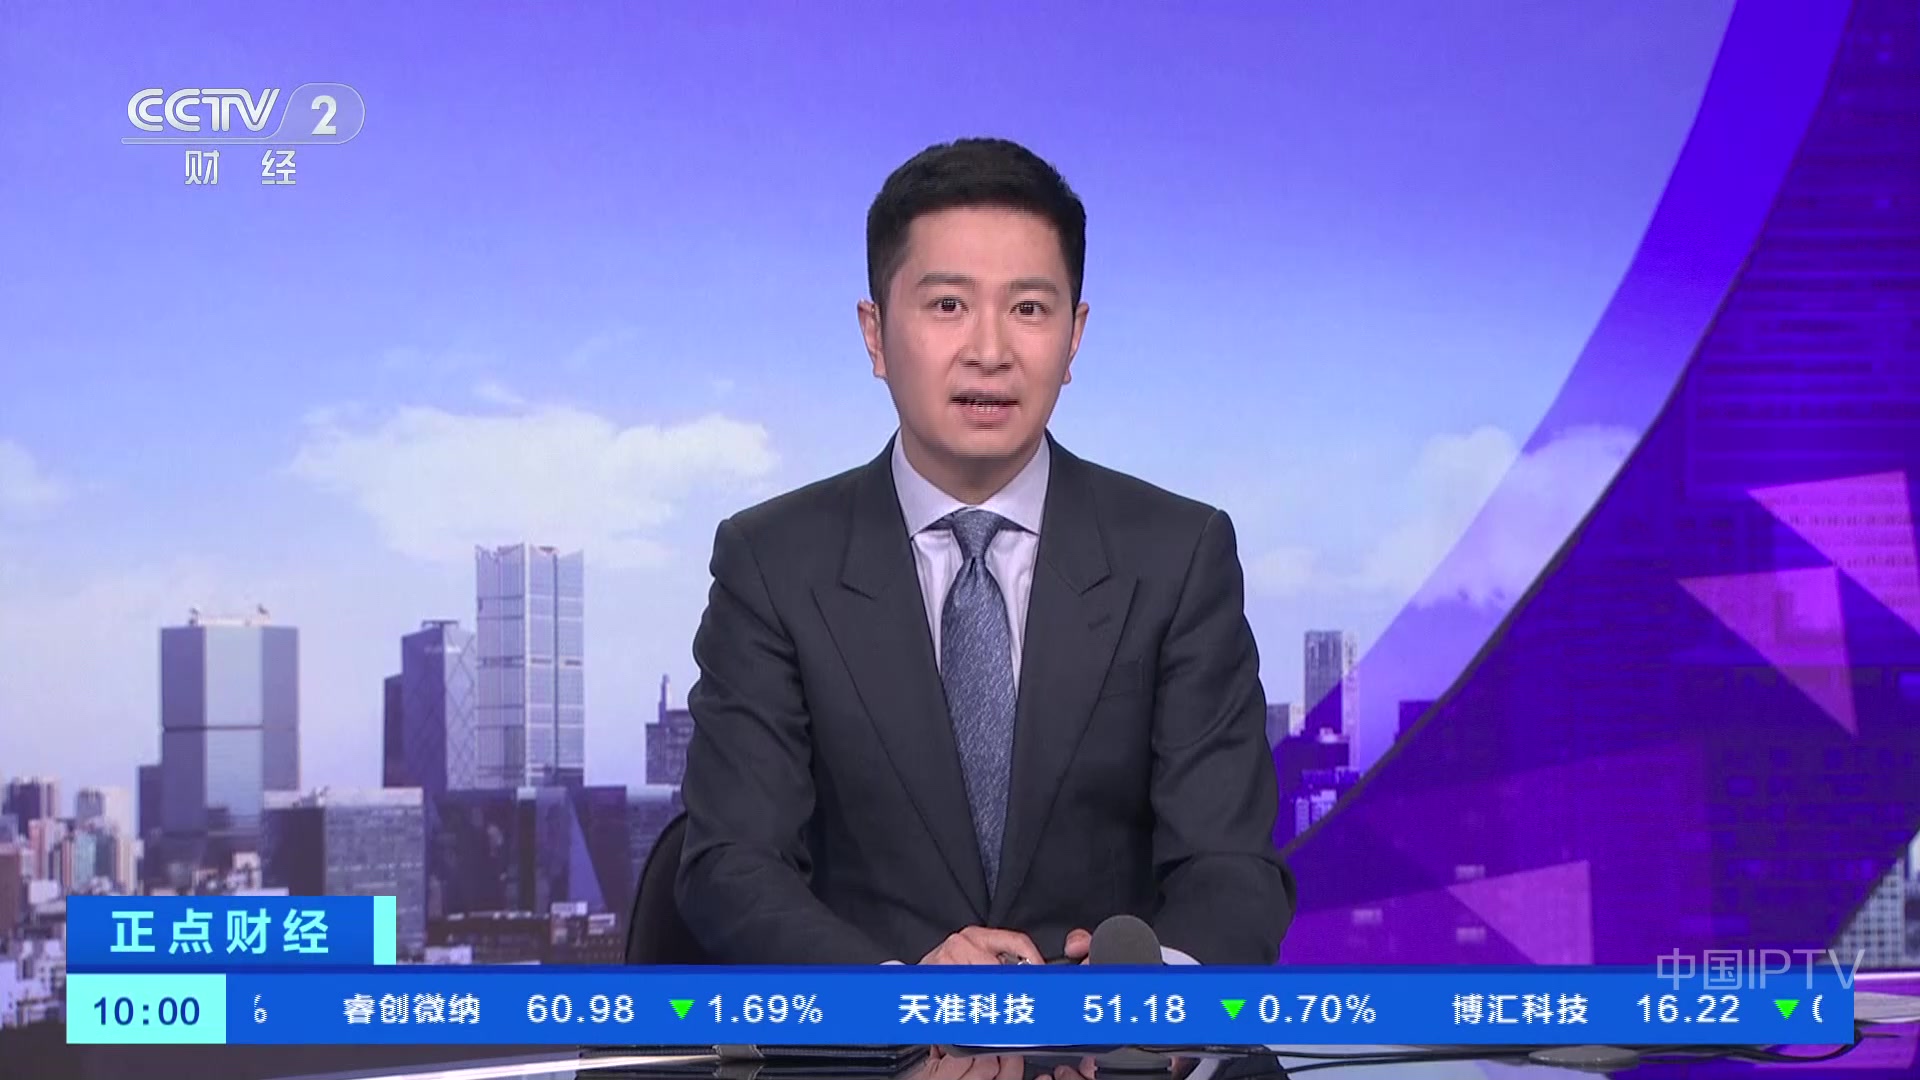 CCTV 2
财 经
正点财经
中国IPTV
10:00 % 睿创微纳 60.98 ▼1.69% 天准科技 51.18 ▼0.70% 博汇科技 16.22 ▼